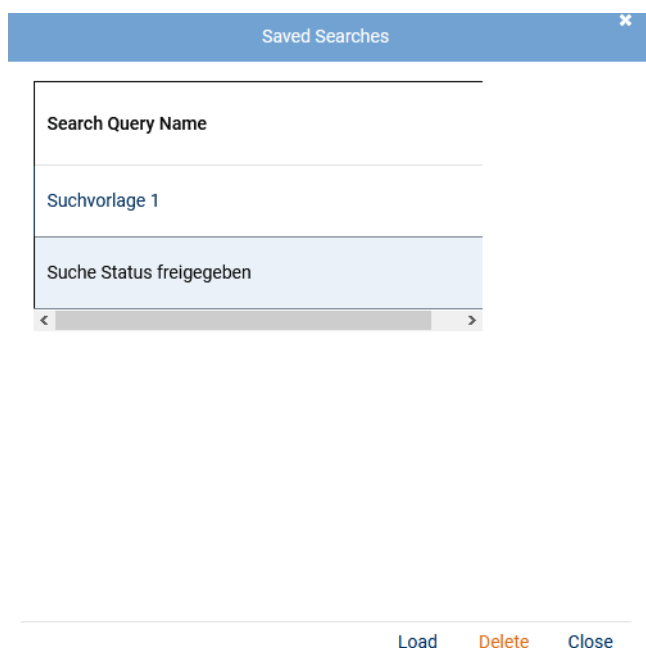 Saved Searches
Search Query Name
Suchvorlage 1
Suche Status freigegeben
Load Delete Close